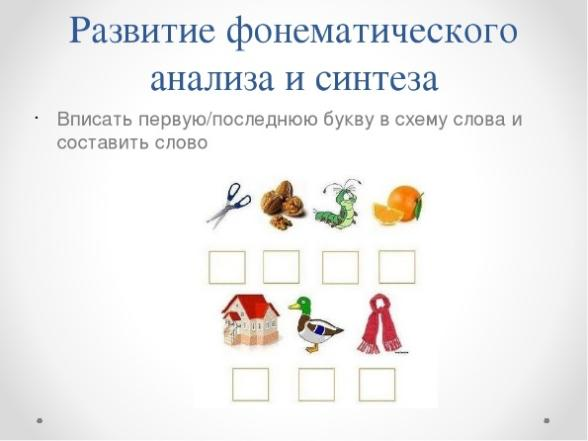 Развитие фонематического
анализа и синтеза
Вписать первую/последнюю букву в схему слова и
составить слово